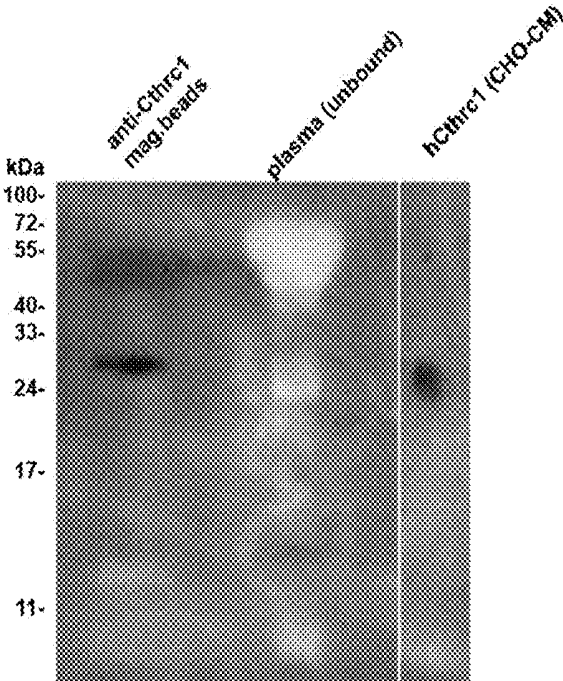 anti-Cthrc1
mag.beads
plasma (unbound)
hCthrc1 (CHO-CM)
kDa
100-
72-
55-
40-
33-
24-
17-
11-